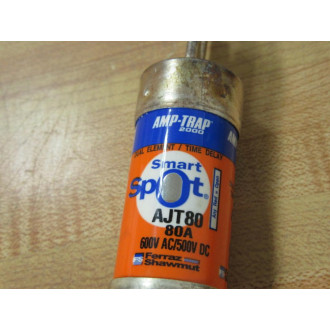 AMP-TRAP®
2000
DUAL ELEMENT / TIME DELAY
Smart
Spot®
AJT80
80A
600V AC/500V DC
Ferraz
Shawmut